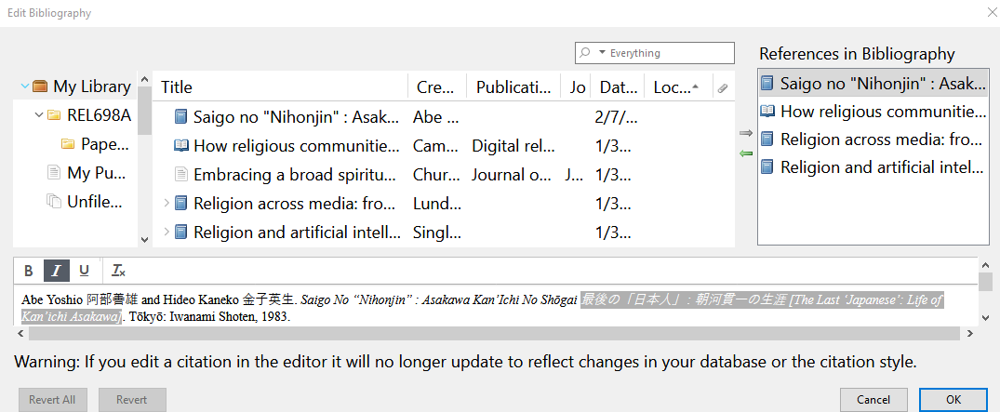 Edit Bibliography
Everything
References in Bibliography
My Library
REL698A
Pape...
My Pu...
Unfile...
Title Cre... Publicati... Jo Dat... Loc...
Saigo no "Nihonjin" : Asak... Abe ... 2/7/...
How religious communitie... Cam... Digital rel... 1/3...
Embracing a broad spiritu... Chur... Journal o... J... 1/3...
Religion across media: fro... Lund... 1/3...
Religion and artificial intell... Singl... 1/3...
Saigo no "Nihonjin" : Asak...
How religious communitie...
Religion across media: fro...
Religion and artificial intel...
B I U Tx
Abe Yoshio 阿部善雄 and Hideo Kaneko 金子英生. Saigo No “Nihonjin” : Asakawa Kan’Ichi No Shōgai 最後の「日本人」: 朝河貫一の生涯 [The Last ‘Japanese’: Life of
Kan’ichi Asakawa]. Tōkyō: Iwanami Shoten, 1983.
Warning: If you edit a citation in the editor it will no longer update to reflect changes in your database or the citation style.
Revert All Revert Cancel OK